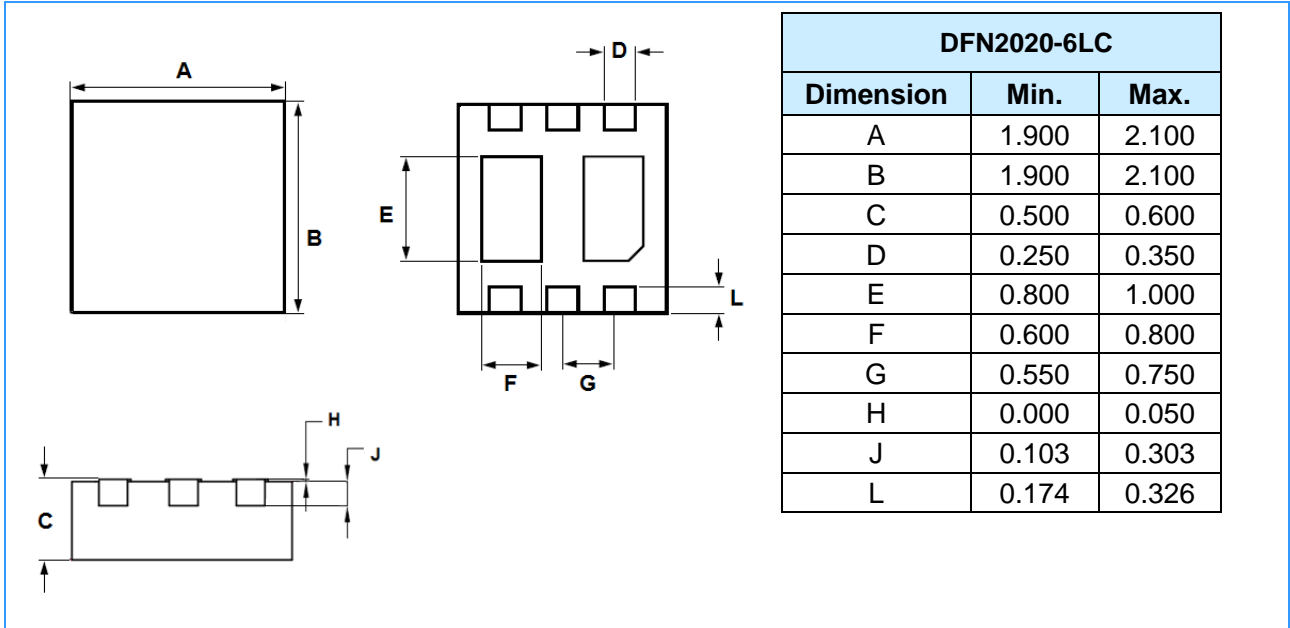 A
B
D
E
L
F
G
H
J
C
DFN2020-6LC
Dimension Min. Max.
A 1.900 2.100
B 1.900 2.100
C 0.500 0.600
D 0.250 0.350
E 0.800 1.000
F 0.600 0.800
G 0.550 0.750
H 0.000 0.050
J 0.103 0.303
L 0.174 0.326